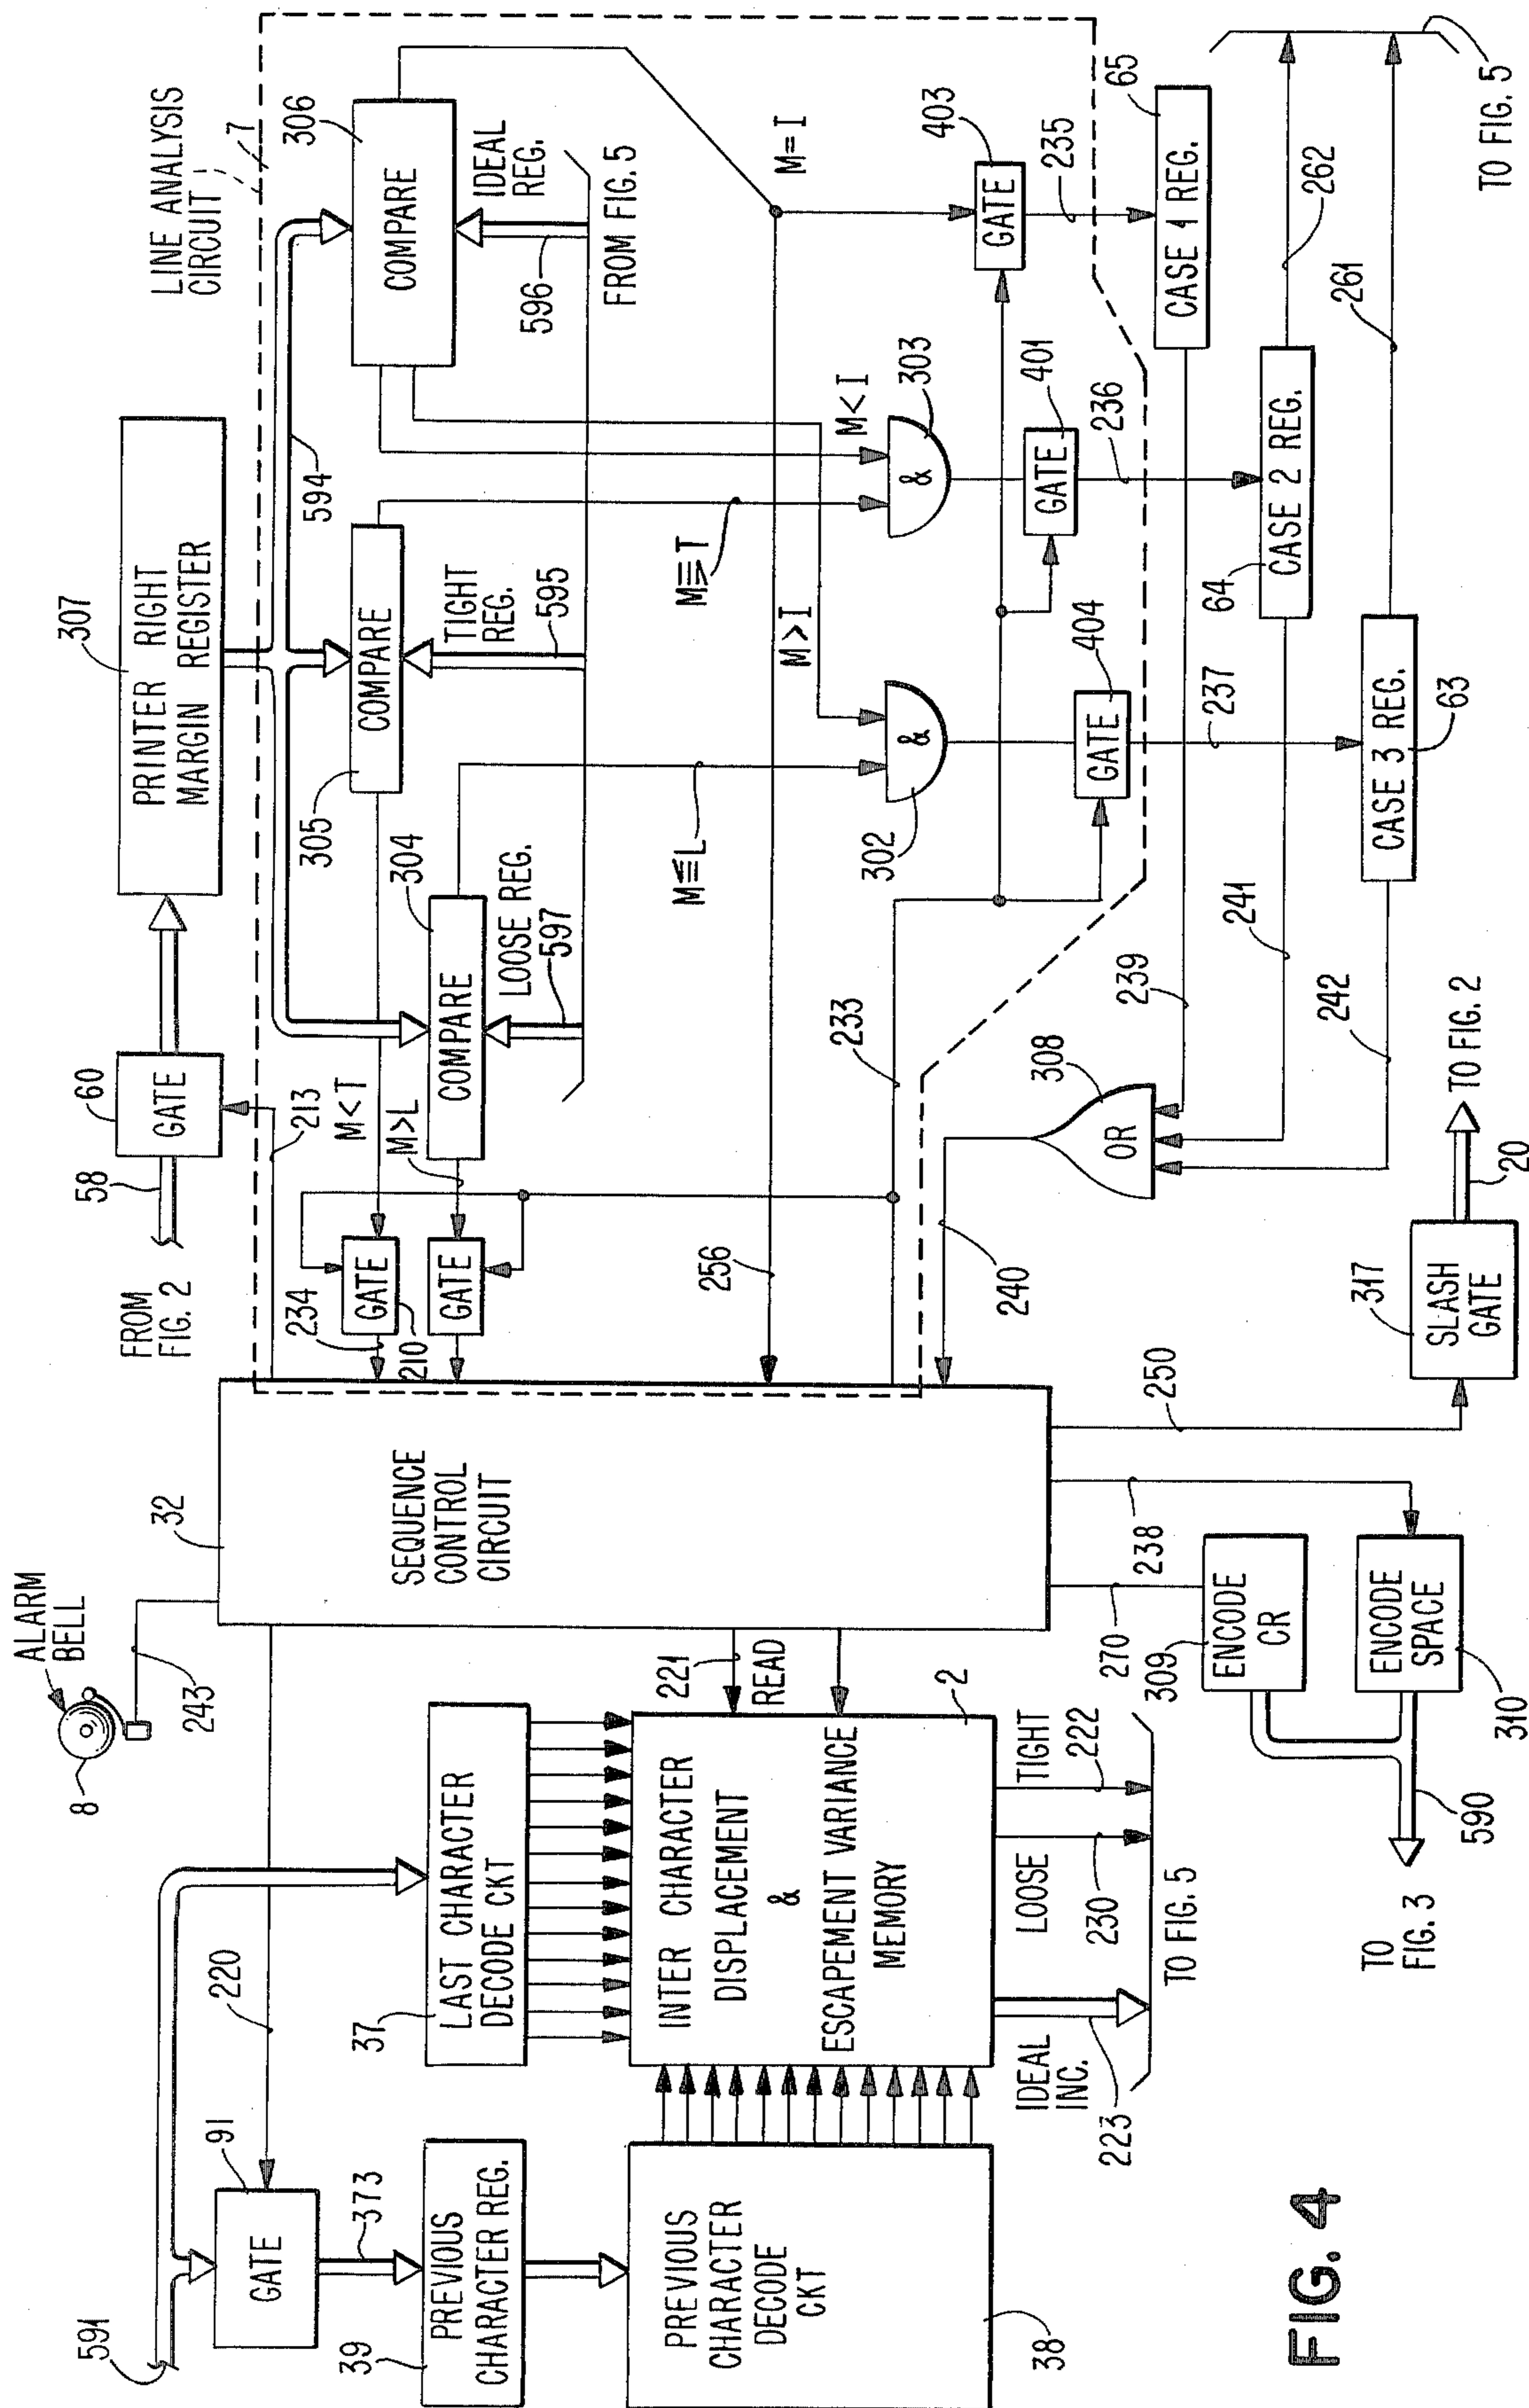 591
91
GATE
373
39
PREVIOUS
CHARACTER REG.
PREVIOUS
CHARACTER
DECODE
CKT
38
220
37
LAST CHARACTER
DECODE CKT
INTER CHARACTER
DISPLACEMENT
&
ESCAPEMENT VARIANCE
MEMORY
2
221
READ
IDEAL
INC.
223
LOOSE
230
TIGHT
222
TO FIG. 5
ALARM
BELL
8
243
32
SEQUENCE
CONTROL
CIRCUIT
270
238
250
309
ENCODE
CR
ENCODE
SPACE
310
590
TO
FIG. 3
317
SLASH
GATE
20
TO FIG. 2
FROM
FIG. 2
58
60
GATE
213
307
PRINTER RIGHT
MARGIN REGISTER
LINE ANALYSIS
CIRCUIT
7
594
234
GATE
210
GATE
M<T
M>L
304
COMPARE
LOOSE REG.
597
305
COMPARE
TIGHT
REG.
595
306
COMPARE
IDEAL
REG.
596
FROM FIG. 5
256
M≦L
M>I
M≧T
M<I
M=I
302
&
303
&
233
404
GATE
237
401
GATE
236
403
GATE
235
240
308
OR
239
241
242
65
CASE 1 REG.
64
CASE 2 REG.
262
CASE 3 REG.
63
261
TO FIG. 5
FIG. 4